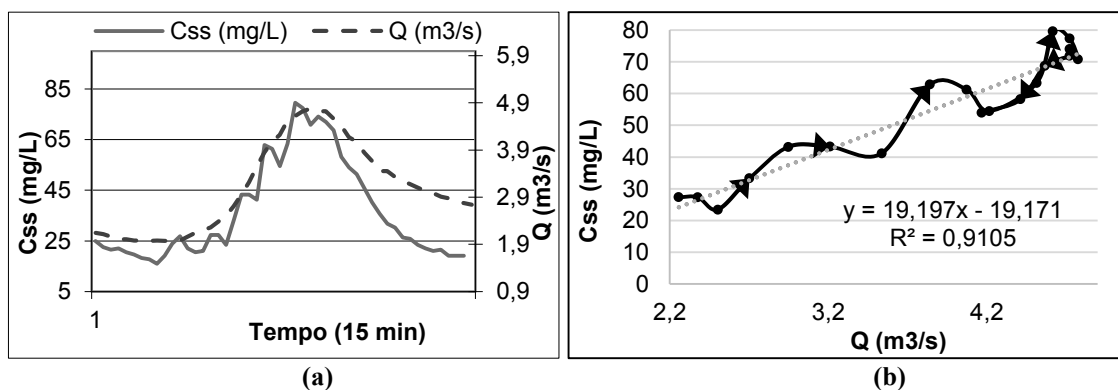 Css (mg/L) Q (m3/s)
Css (mg/L)
85
65
45
25
5
5,9
4,9
3,9
2,9
1,9
0,9
Q (m3/s)
1
Tempo (15 min)
(a)
Css (mg/L)
80
70
60
50
40
30
20
10
0
y = 19,197x - 19,171
R² = 0,9105
2,2 3,2 4,2
Q (m3/s)
(b)